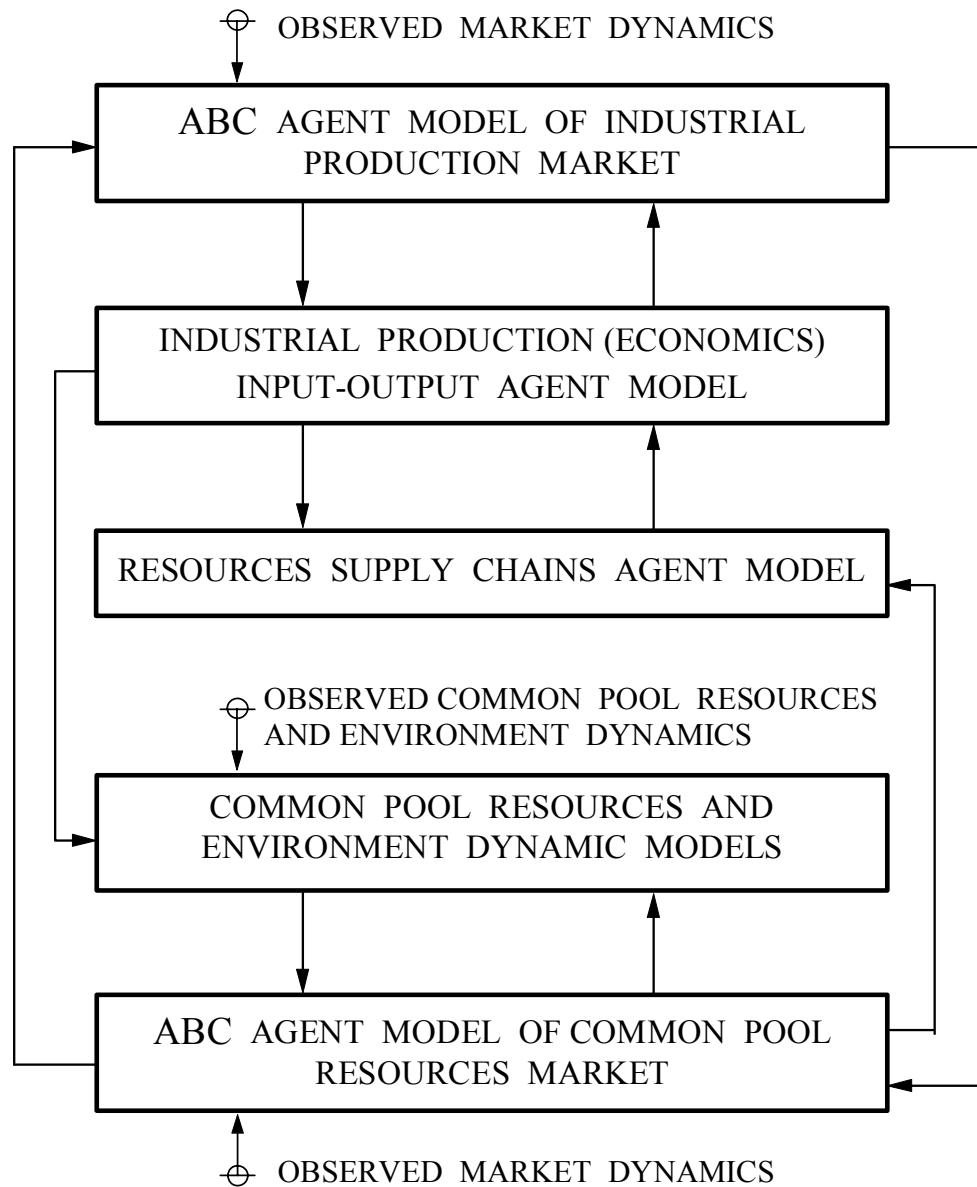 OBSERVED MARKET DYNAMICS
ABC AGENT MODEL OF INDUSTRIAL
PRODUCTION MARKET
INDUSTRIAL PRODUCTION (ECONOMICS)
INPUT-OUTPUT AGENT MODEL
RESOURCES SUPPLY CHAINS AGENT MODEL
OBSERVED COMMON POOL RESOURCES
AND ENVIRONMENT DYNAMICS
COMMON POOL RESOURCES AND
ENVIRONMENT DYNAMIC MODELS
ABC AGENT MODEL OF COMMON POOL
RESOURCES MARKET
OBSERVED MARKET DYNAMICS